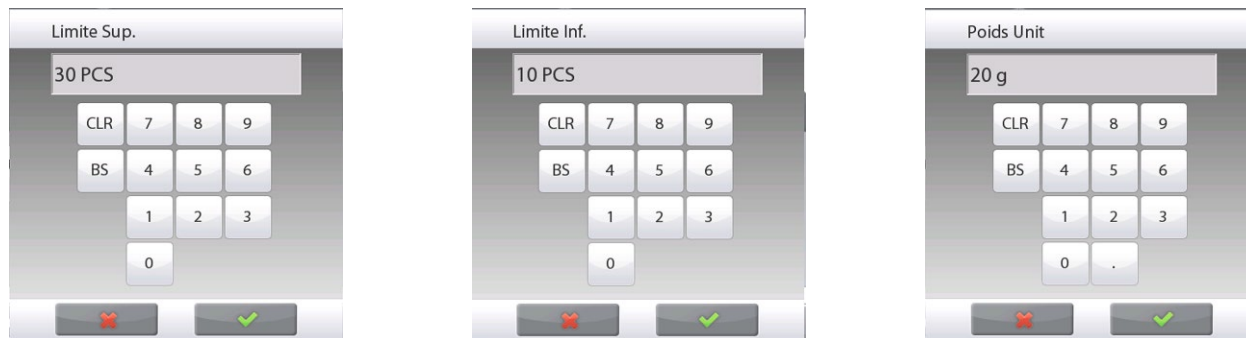 Limite Sup.
30 PCS
CLR 7 8 9
BS 4 5 6
1 2 3
0
Limite Inf.
10 PCS
CLR 7 8 9
BS 4 5 6
1 2 3
0
Poids Unit
20 g
CLR 7 8 9
BS 4 5 6
1 2 3
0 .